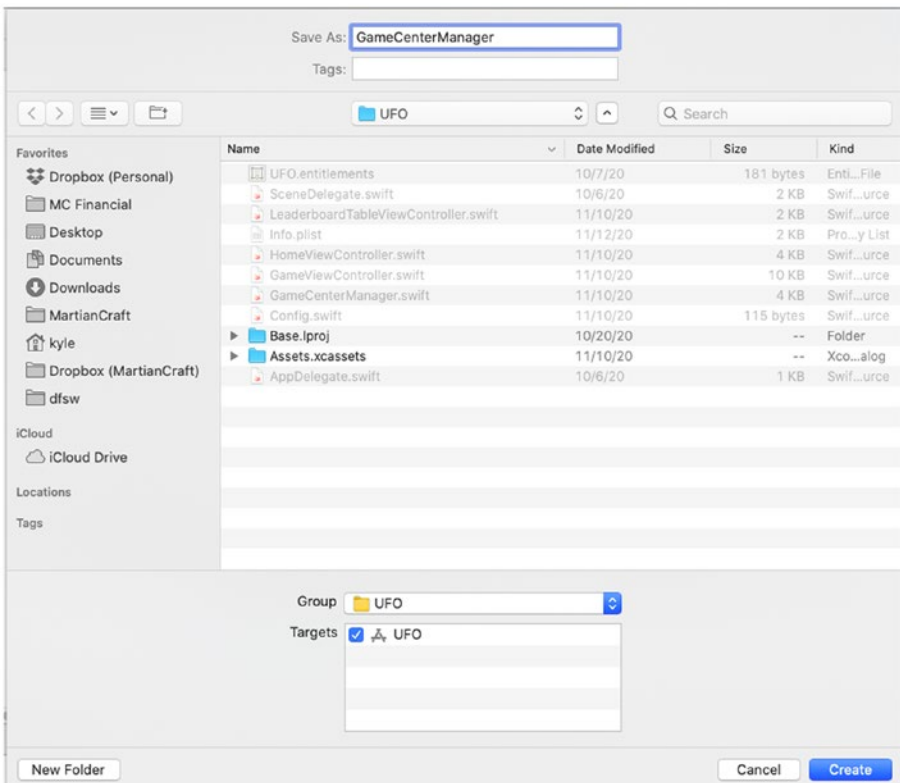 Save As: GameCenterManager
Tags:
UFO
Search
Favorites
Dropbox (Personal)
MC Financial
Desktop
Documents
Downloads
MartianCraft
kyle
Dropbox (MartianCraft)
dfsw
iCloud
iCloud Drive
Locations
Tags
Name Date Modified Size Kind
UFO.entitlements 10/7/20 181 bytes Enti...File
SceneDelegate.swift 10/6/20 2 KB Swif...urce
LeaderboardTableViewController.swift 11/10/20 2 KB Swif...urce
Info.plist 11/12/20 2 KB Pro...y List
HomeViewController.swift 11/10/20 4 KB Swif...urce
GameViewController.swift 11/10/20 10 KB Swif...urce
GameCenterManager.swift 11/10/20 4 KB Swif...urce
Config.swift 11/10/20 115 bytes Swif...urce
Base.lproj 10/20/20 -- Folder
Assets.xcassets 11/10/20 -- Xco...alog
AppDelegate.swift 10/6/20 1 KB Swif...urce
Group UFO
Targets UFO
New Folder Cancel Create